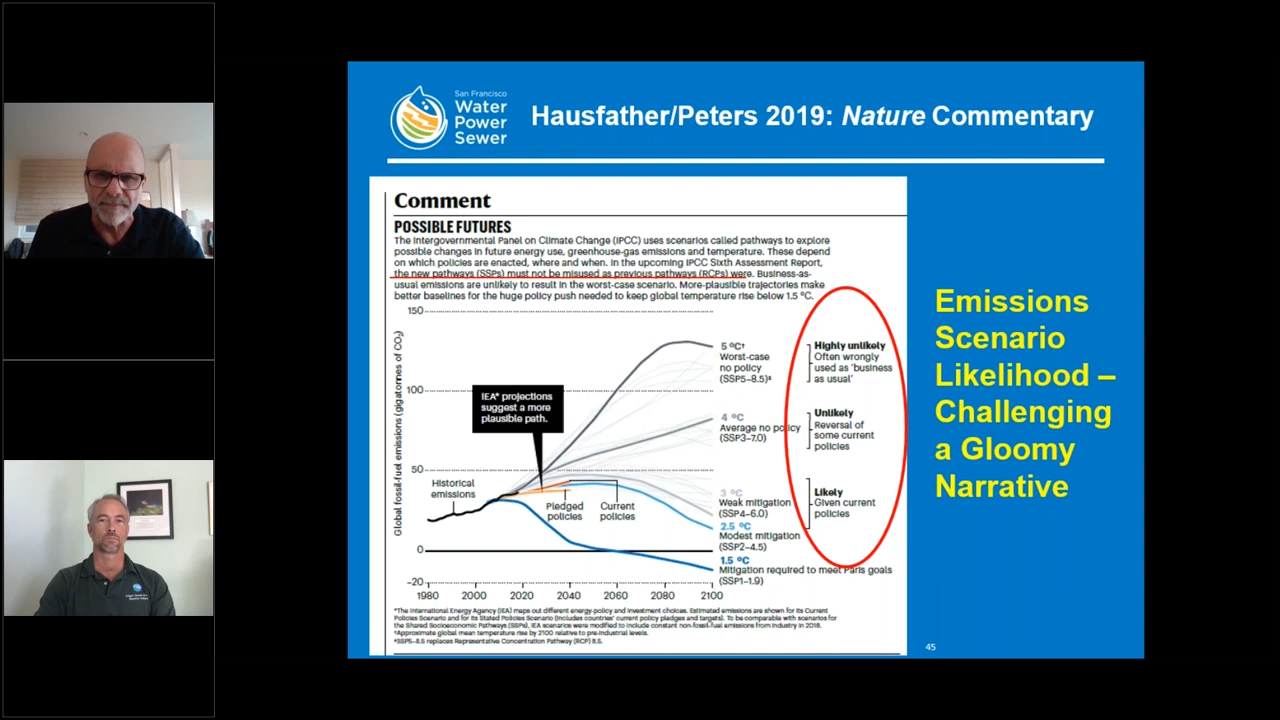 San Francisco
Water
Power
Sewer
Hausfather/Peters 2019: Nature Commentary
Comment
POSSIBLE FUTURES
The Intergovernmental Panel on Climate Change (IPCC) uses scenarios called pathways to explore
possible changes in future energy use, greenhouse-gas emissions and temperature. These depend
on which policies are enacted, where and when. In the upcoming IPCC Sixth Assessment Report,
the new pathways (SSPs) must not be misused as previous pathways (RCPs) were. Business-as-
usual emissions are unlikely to result in the worst-case scenario. More-plausible trajectories make
better baselines for the huge policy push needed to keep global temperature rise below 1.5 °C.
Global fossil-fuel emissions (gigatonnes of CO₂)
150
100
50
0
−20
1980
2000
2020
2040
2060
2080
2100
IEA* projections
suggest a more
plausible path.
Historical
emissions
Pledged
policies
Current
policies
5 °C†
Worst-case
no policy
(SSP5–8.5)‡
4 °C
Average no policy
(SSP3–7.0)
3 °C
Weak mitigation
(SSP4–6.0)
2.5 °C
Modest mitigation
(SSP2–4.5)
1.5 °C
Mitigation required to meet Paris goals
(SSP1–1.9)
Highly unlikely
Often wrongly
used as ‘business
as usual’
Unlikely
Reversal of
some current
policies
Likely
Given current
policies
*The International Energy Agency (IEA) maps out different energy-policy and investment choices. Estimated emissions are shown for its Current
Policies Scenario and for its Stated Policies Scenario (includes countries’ current policy pledges and targets). To be comparable with scenarios for
the Shared Socioeconomic Pathways (SSPs), IEA scenarios were modified to include constant non-fossil-fuel emissions from industry in 2018.
†Approximate global mean temperature rise by 2100 relative to pre-industrial levels.
‡SSP5–8.5 replaces Representative Concentration Pathway (RCP) 8.5.
Emissions
Scenario
Likelihood –
Challenging
a Gloomy
Narrative
45